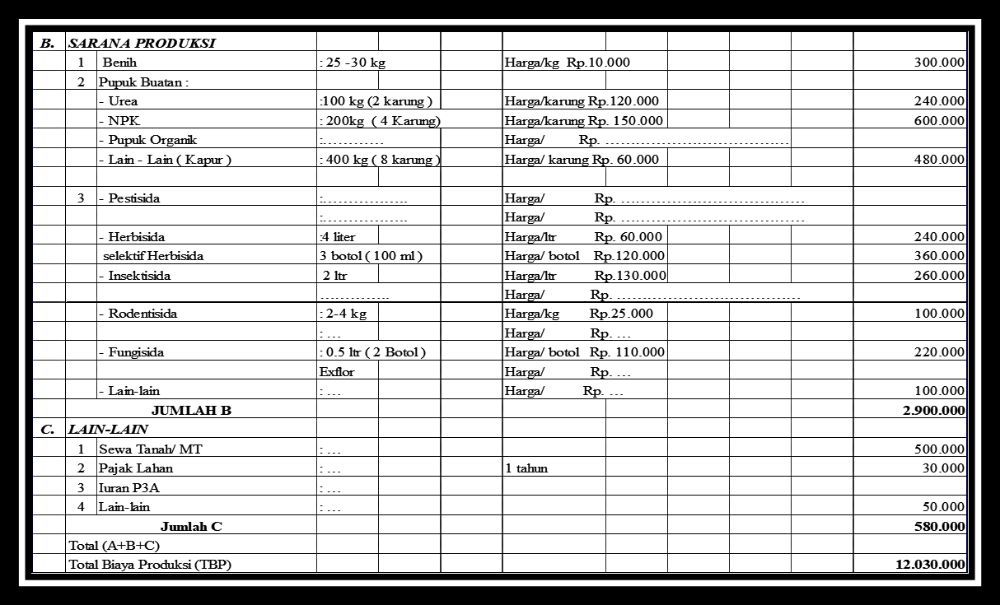 B. SARANA PRODUKSI
1 Benih : 25 -30 kg Harga/kg Rp.10.000 300.000
2 Pupuk Buatan :
- Urea :100 kg (2 karung ) Harga/karung Rp.120.000 240.000
- NPK : 200kg ( 4 Karung) Harga/karung Rp. 150.000 600.000
- Pupuk Organik :………… Harga/ Rp. …………………………………
- Lain - Lain ( Kapur ) : 400 kg ( 8 karung ) Harga/ karung Rp. 60.000 480.000
3 - Pestisida :……………… Harga/ Rp. …………………………………
:……………… Harga/ Rp. …………………………………
- Herbisida :4 liter Harga/ltr Rp. 60.000 240.000
selektif Herbisida 3 botol ( 100 ml ) Harga/ botol Rp.120.000 360.000
- Insektisida 2 ltr Harga/ltr Rp.130.000 260.000
…………. Harga/ Rp. …………………………………
- Rodentisida : 2-4 kg Harga/kg Rp.25.000 100.000
: … Harga/ Rp. …
- Fungisida : 0.5 ltr ( 2 Botol ) Harga/ botol Rp. 110.000 220.000
Exflor Harga/ Rp. …
- Lain-lain : … Harga/ Rp. … 100.000
JUMLAH B 2.900.000
C. LAIN-LAIN
1 Sewa Tanah/ MT : … 500.000
2 Pajak Lahan : … 1 tahun 30.000
3 Iuran P3A : …
4 Lain-lain : … 50.000
Jumlah C 580.000
Total (A+B+C)
Total Biaya Produksi (TBP) 12.030.000